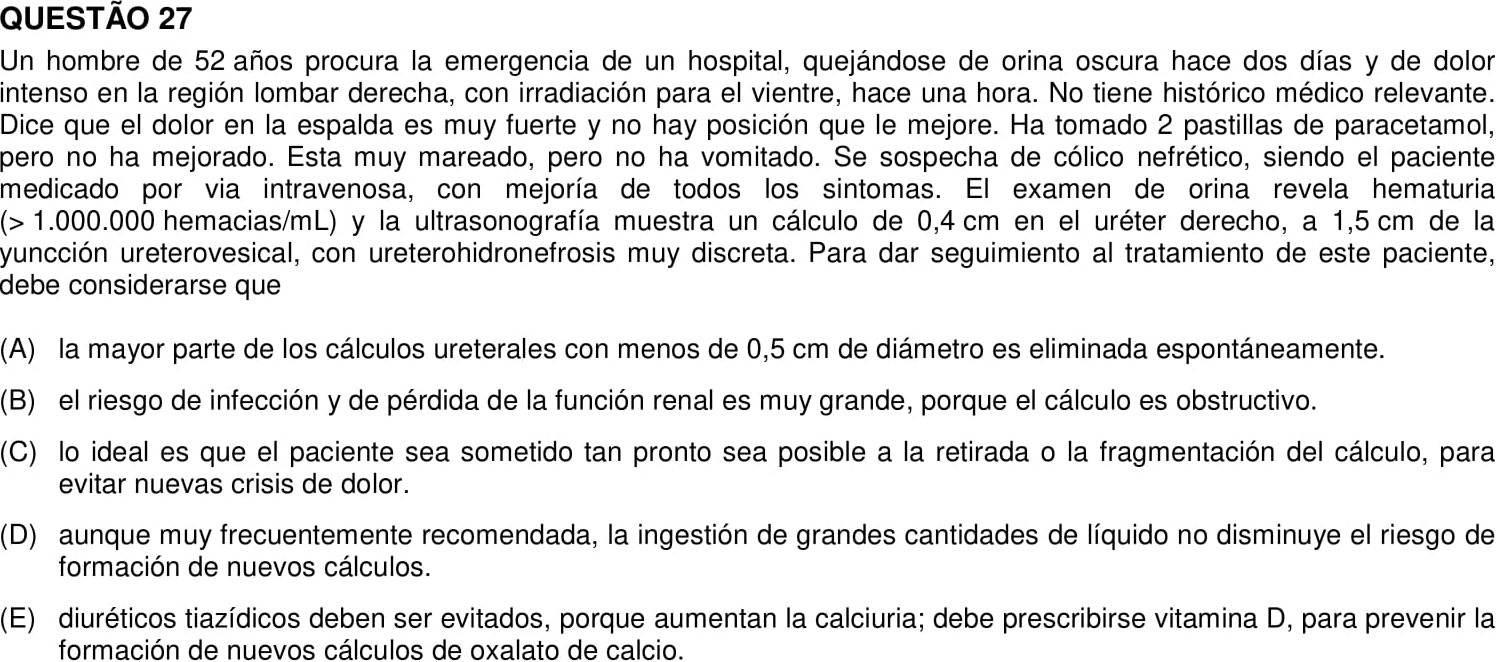 QUESTÃO 27
Un hombre de 52 años procura la emergencia de un hospital, quejándose de orina oscura hace dos días y de dolor
intenso en la región lombar derecha, con irradiación para el vientre, hace una hora. No tiene histórico médico relevante.
Dice que el dolor en la espalda es muy fuerte y no hay posición que le mejore. Ha tomado 2 pastillas de paracetamol,
pero no ha mejorado. Esta muy mareado, pero no ha vomitado. Se sospecha de cólico nefrético, siendo el paciente
medicado por via intravenosa, con mejoría de todos los sintomas. El examen de orina revela hematuria
(> 1.000.000 hemacias/mL) y la ultrasonografía muestra un cálculo de 0,4 cm en el uréter derecho, a 1,5 cm de la
yuncción ureterovesical, con ureterohidronefrosis muy discreta. Para dar seguimiento al tratamiento de este paciente,
debe considerarse que
(A) la mayor parte de los cálculos ureterales con menos de 0,5 cm de diámetro es eliminada espontáneamente.
(B) el riesgo de infección y de pérdida de la función renal es muy grande, porque el cálculo es obstructivo.
(C) lo ideal es que el paciente sea sometido tan pronto sea posible a la retirada o la fragmentación del cálculo, para
evitar nuevas crisis de dolor.
(D) aunque muy frecuentemente recomendada, la ingestión de grandes cantidades de líquido no disminuye el riesgo de
formación de nuevos cálculos.
(E) diuréticos tiazídicos deben ser evitados, porque aumentan la calciuria; debe prescribirse vitamina D, para prevenir la
formación de nuevos cálculos de oxalato de calcio.